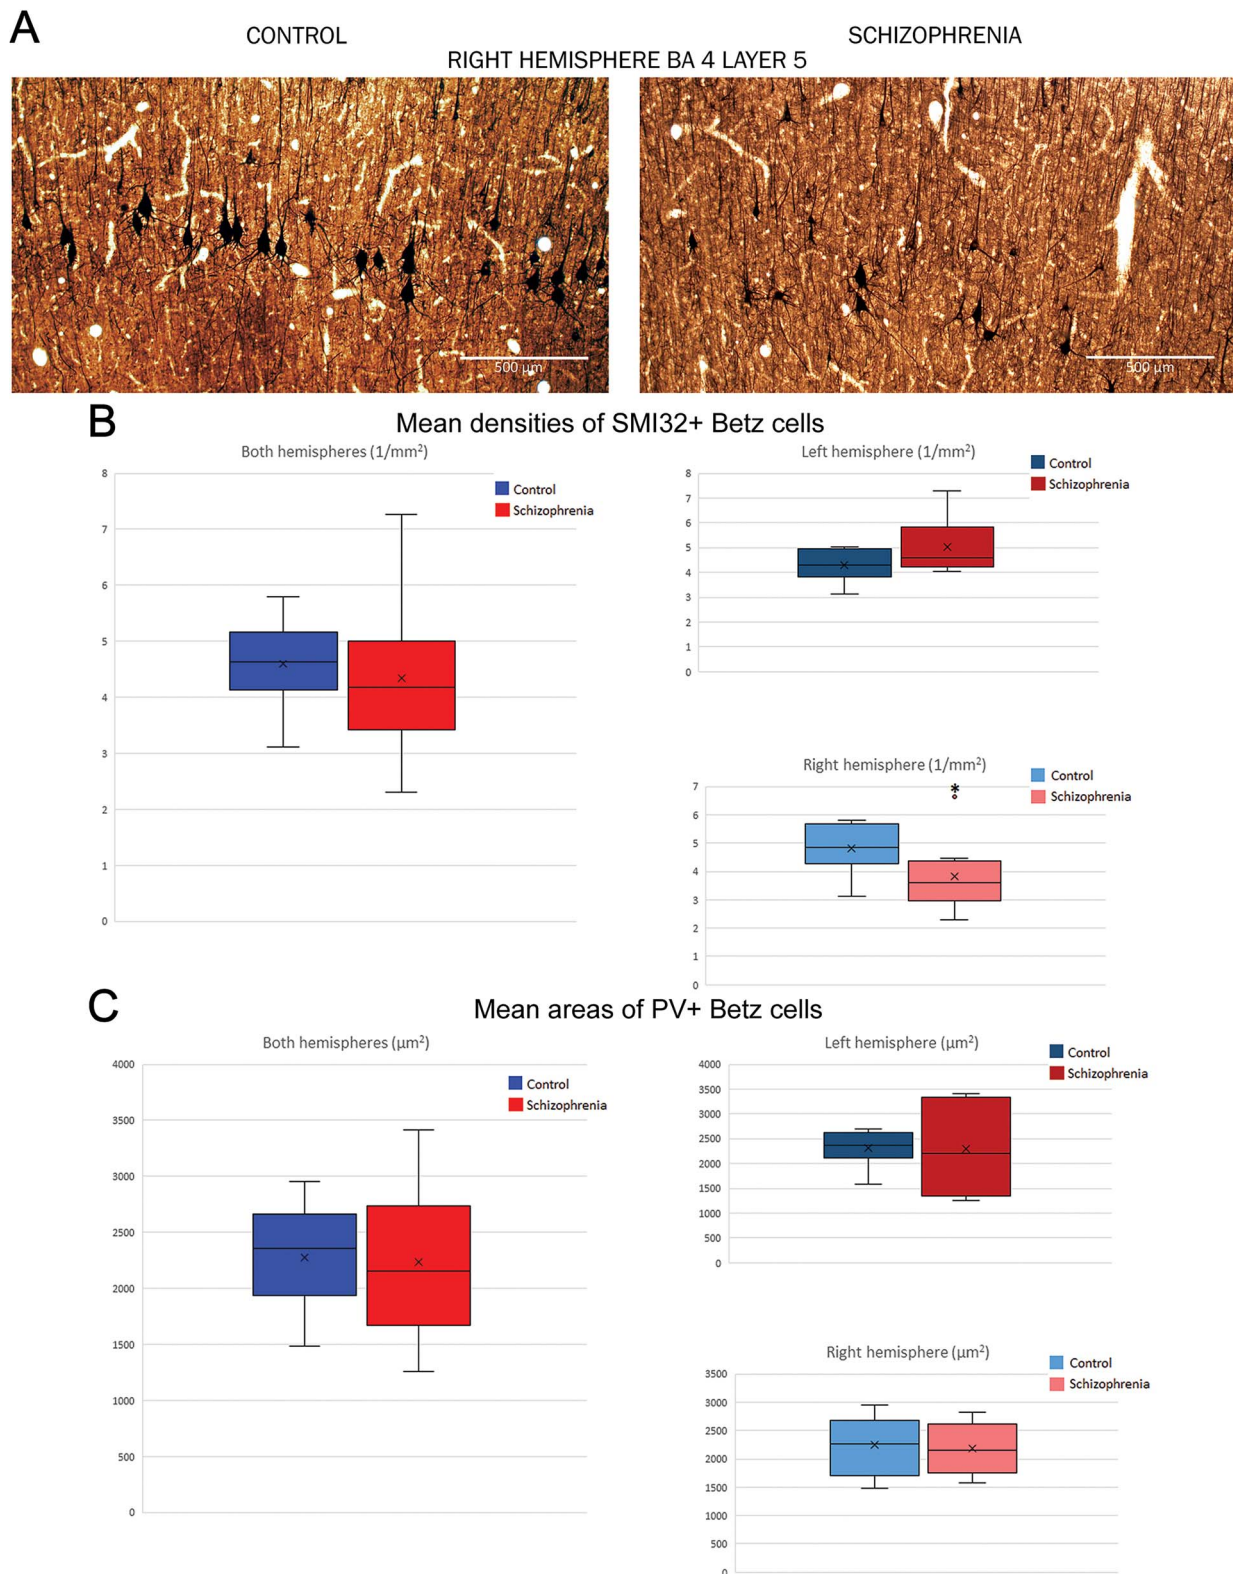 A
CONTROL
SCHIZOPHRENIA
RIGHT HEMISPHERE BA 4 LAYER 5
500 µm
500 µm
B
Mean densities of SMI32+ Betz cells
Both hemispheres (1/mm²)
Control
Schizophrenia
8
7
6
5
4
3
2
1
0
Left hemisphere (1/mm²)
Control
Schizophrenia
8
7
6
5
4
3
2
1
0
Right hemisphere (1/mm²)
Control
Schizophrenia
7
*
6
5
4
3
2
1
0
C
Mean areas of PV+ Betz cells
Both hemispheres (µm²)
Control
Schizophrenia
4000
3500
3000
2500
2000
1500
1000
500
0
Left hemisphere (µm²)
Control
Schizophrenia
4000
3500
3000
2500
2000
1500
1000
500
0
Right hemisphere (µm²)
Control
Schizophrenia
3500
3000
2500
2000
1500
1000
500
0